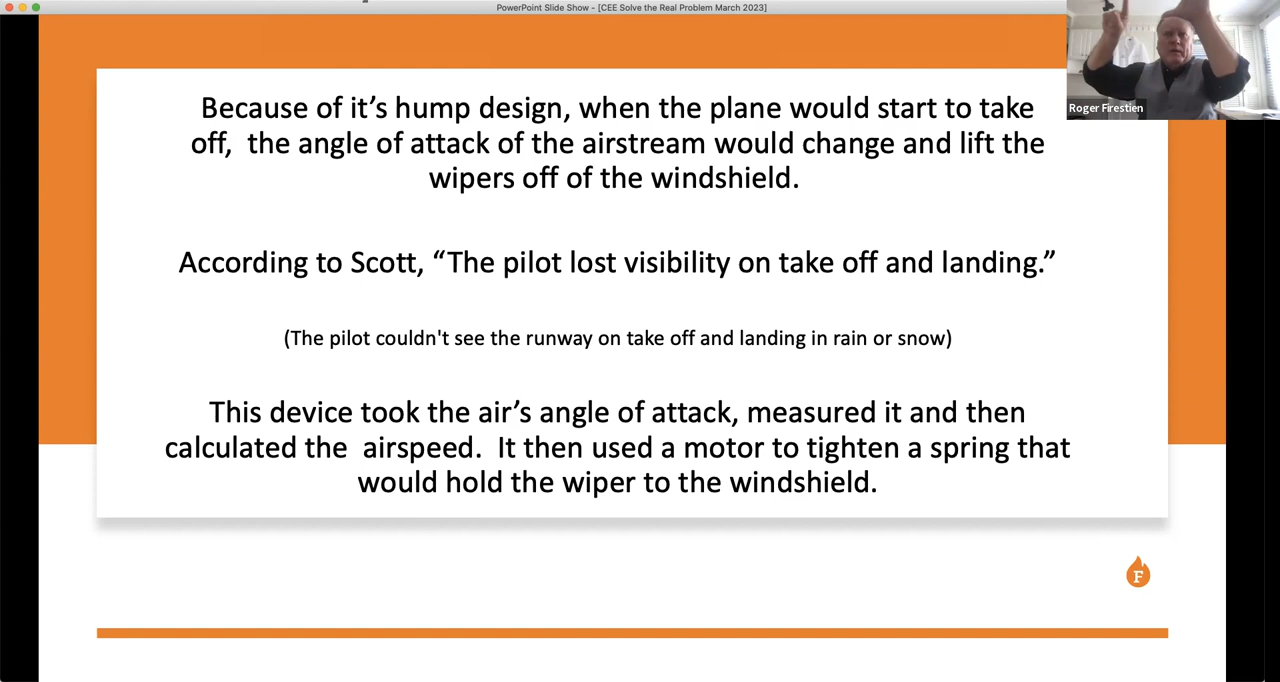 PowerPoint Slide Show - [CEE Solve the Real Problem March 2023]
Roger Firestien
Because of it’s hump design, when the plane would start to take
off,  the angle of attack of the airstream would change and lift the
wipers off of the windshield.
According to Scott, “The pilot lost visibility on take off and landing.”
(The pilot couldn't see the runway on take off and landing in rain or snow)
This device took the air’s angle of attack, measured it and then
calculated the  airspeed.  It then used a motor to tighten a spring that
would hold the wiper to the windshield.
F